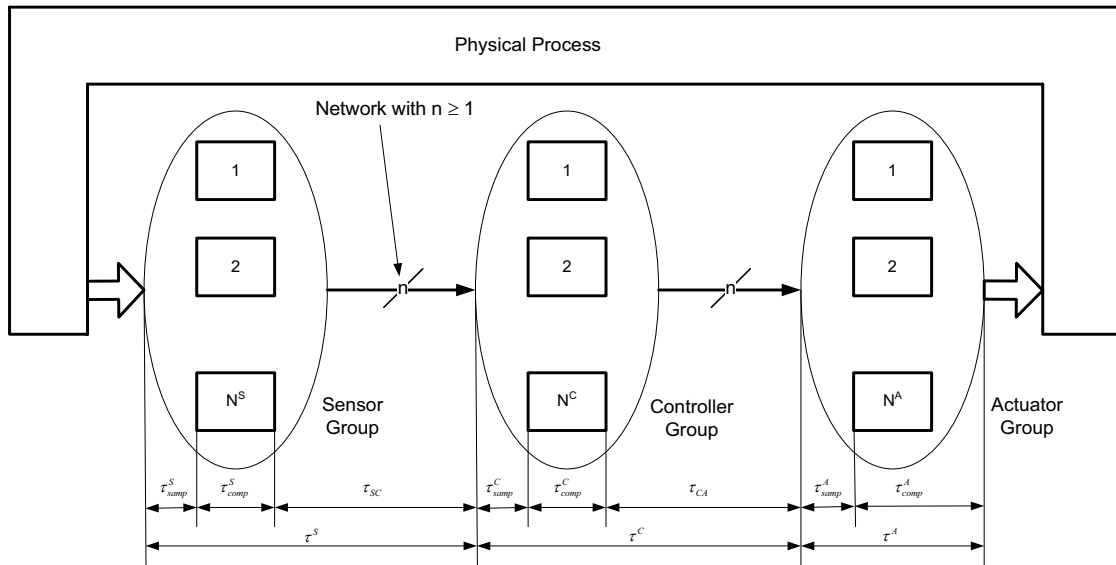 Physical Process
Network with n ≥ 1
1
1
1
2
n
2
n
2
N^S
Sensor
Group
N^C
Controller
Group
N^A
Actuator
Group
τ^S_samp
τ^S_comp
τ_SC
τ^C_samp
τ^C_comp
τ_CA
τ^A_samp
τ^A_comp
τ^S
τ^C
τ^A